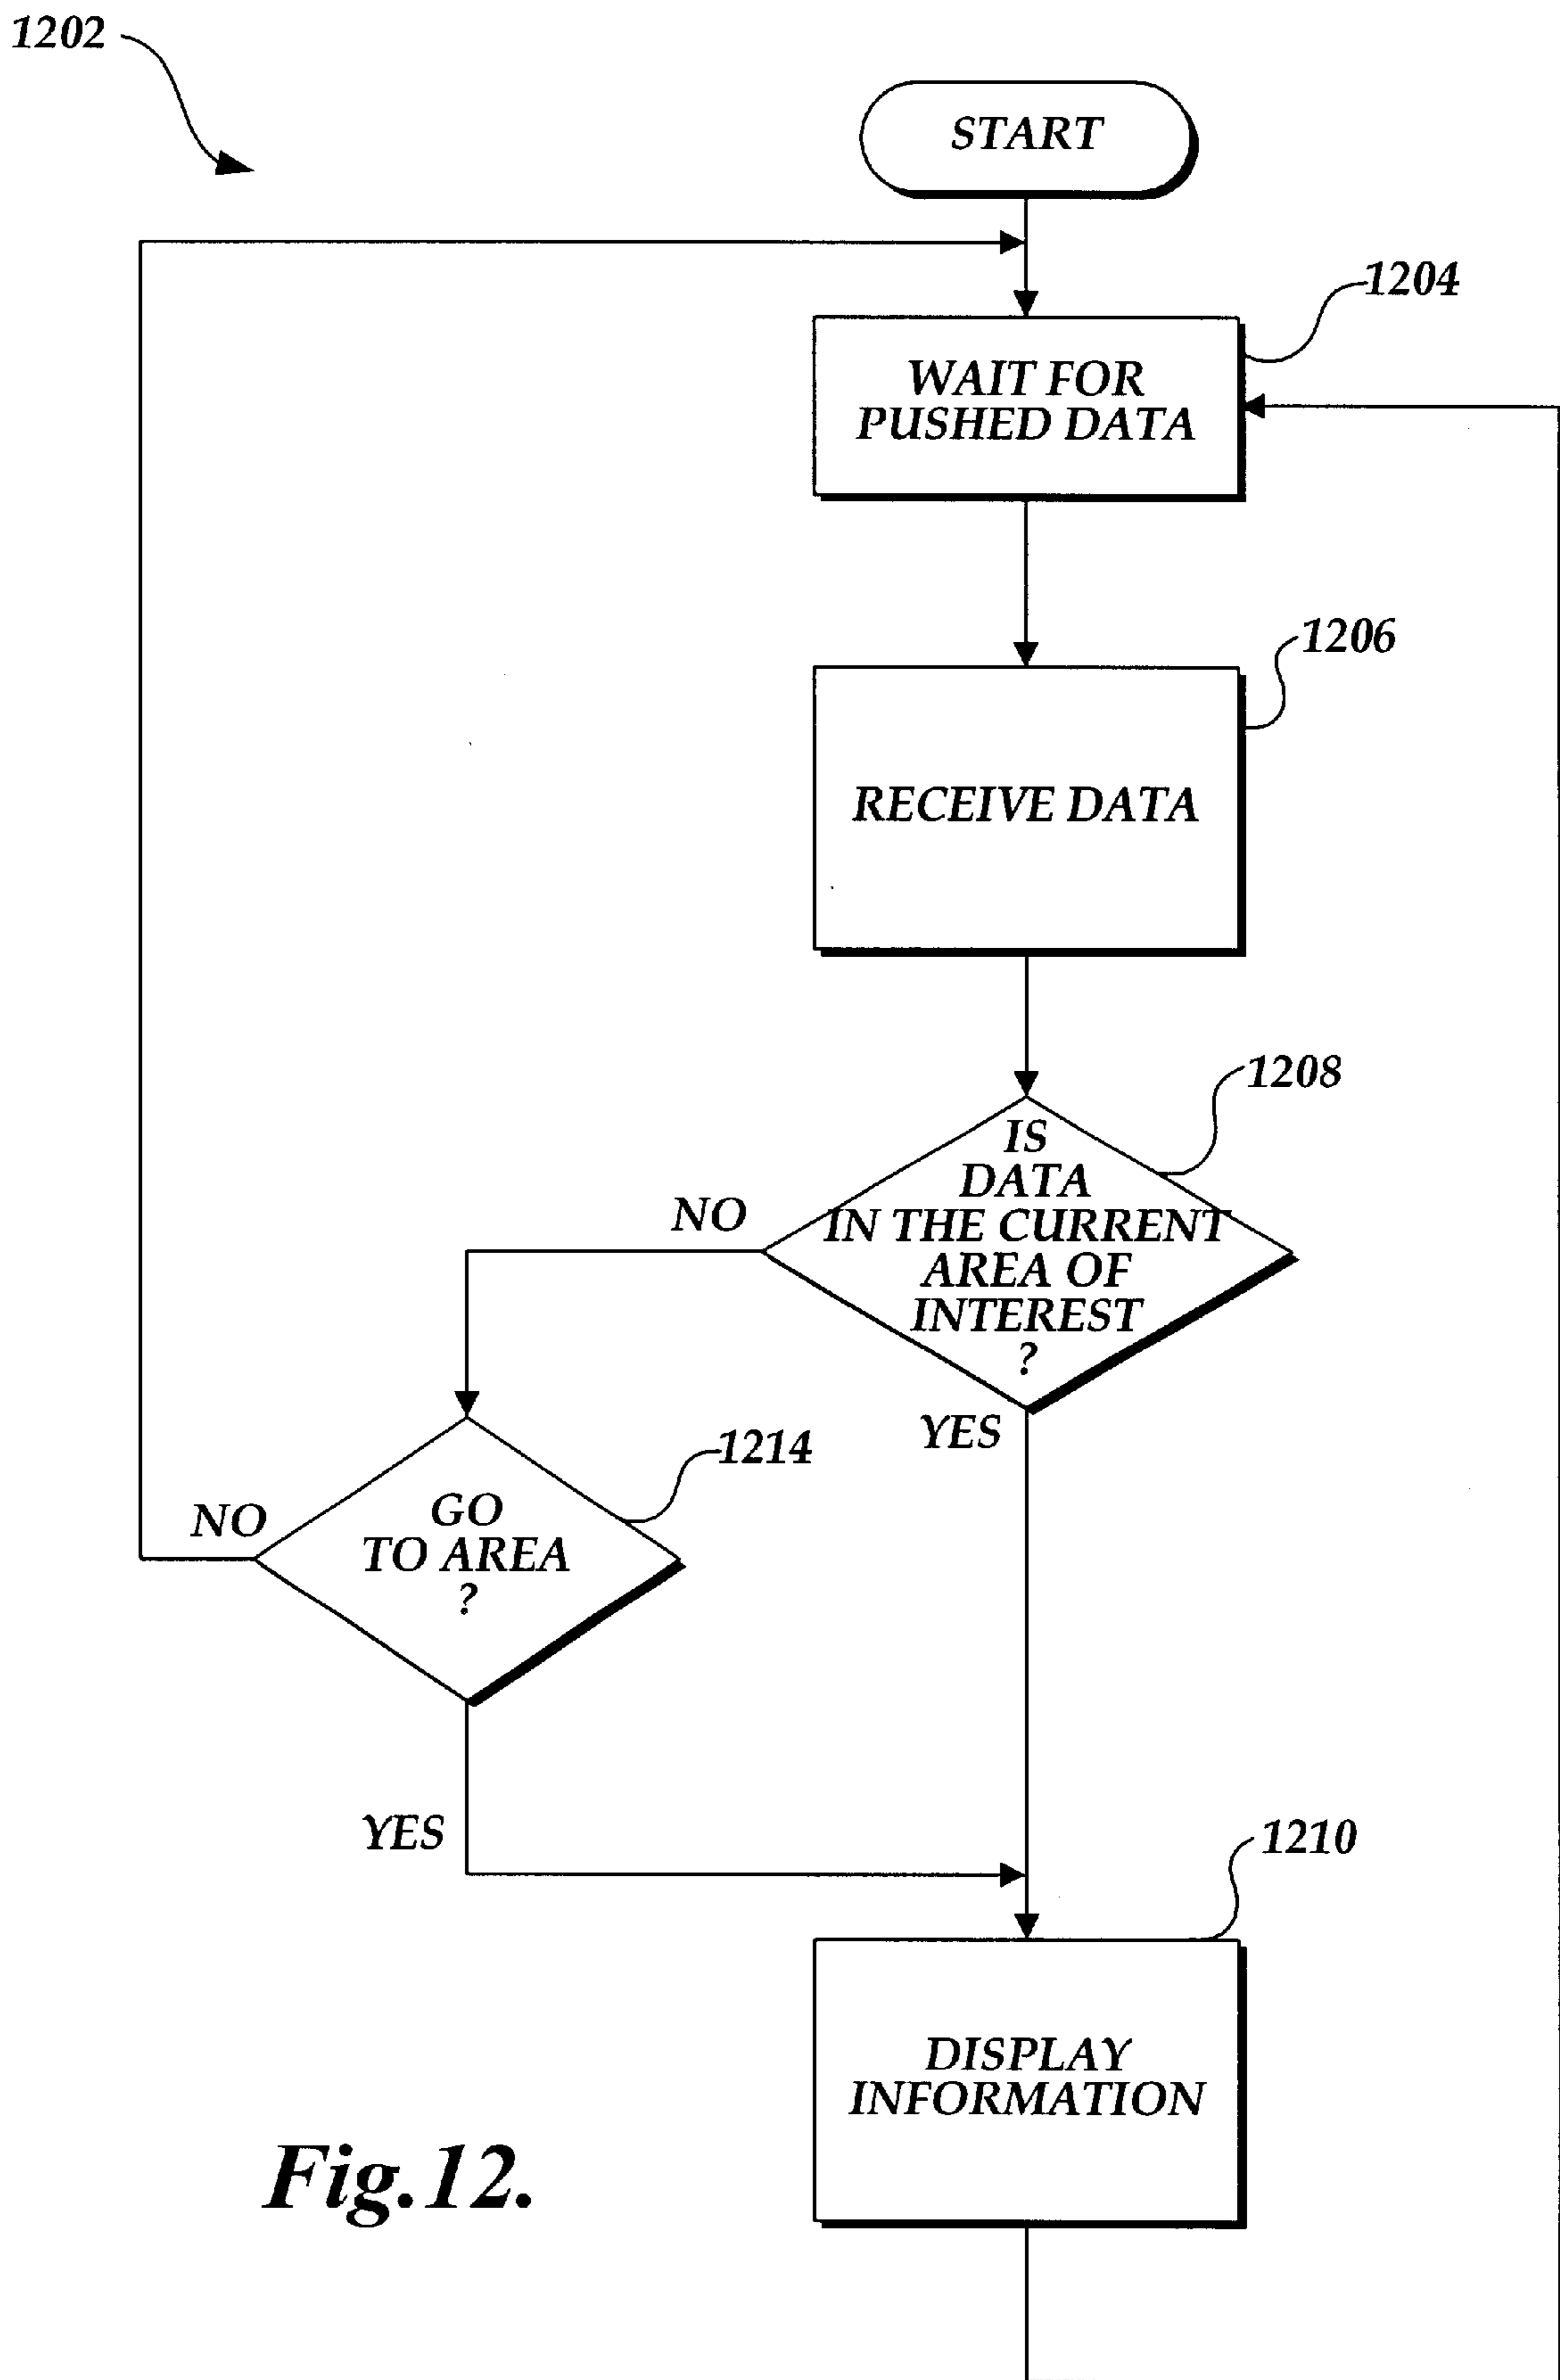 1202
START
1204
WAIT FOR
PUSHED DATA
1206
RECEIVE DATA
1208
IS
DATA
IN THE CURRENT
AREA OF
INTEREST
?
NO
YES
1214
GO
TO AREA
?
NO
YES
1210
DISPLAY
INFORMATION
Fig.12.